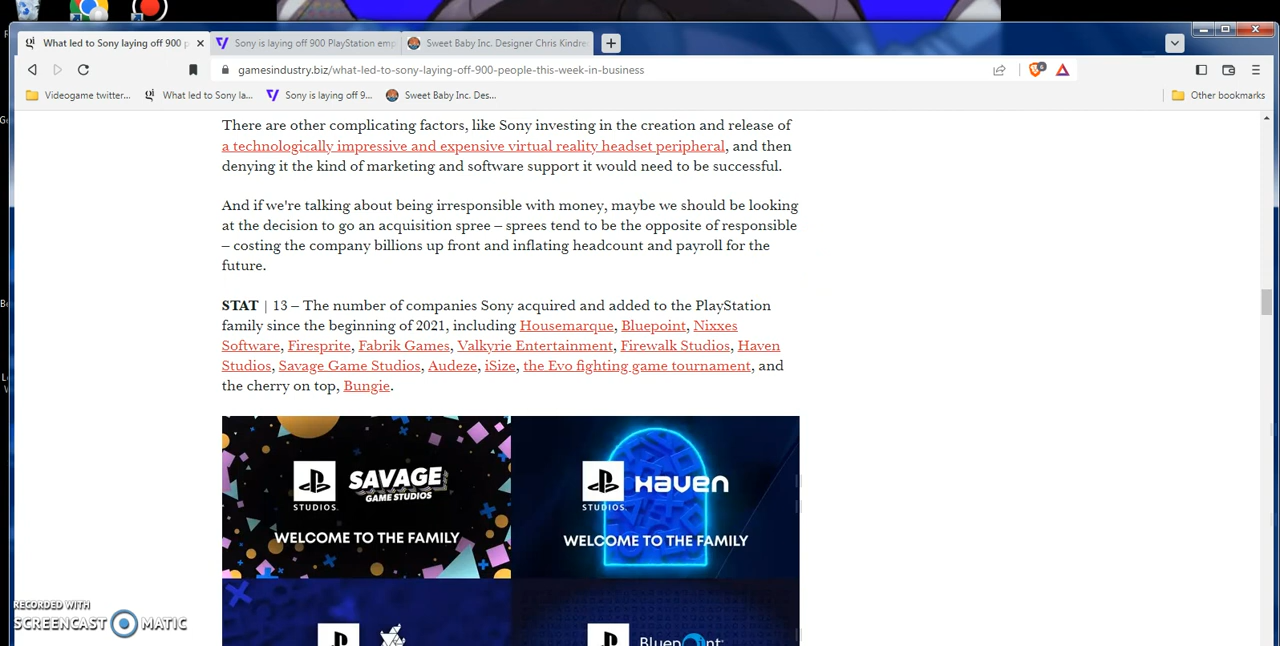 What led to Sony laying off 900 p
Sony is laying off 900 PlayStation emp
Sweet Baby Inc. Designer Chris Kindre
gamesindustry.biz/what-led-to-sony-laying-off-900-people-this-week-in-business
6
Videogame twitter...
What led to Sony la...
Sony is laying off 9...
Sweet Baby Inc. Des...
Other bookmarks
There are other complicating factors, like Sony investing in the creation and release of
a technologically impressive and expensive virtual reality headset peripheral, and then
denying it the kind of marketing and software support it would need to be successful.
And if we're talking about being irresponsible with money, maybe we should be looking
at the decision to go an acquisition spree – sprees tend to be the opposite of responsible
– costing the company billions up front and inflating headcount and payroll for the
future.
STAT | 13 – The number of companies Sony acquired and added to the PlayStation
family since the beginning of 2021, including Housemarque, Bluepoint, Nixxes
Software, Firesprite, Fabrik Games, Valkyrie Entertainment, Firewalk Studios, Haven
Studios, Savage Game Studios, Audeze, iSize, the Evo fighting game tournament, and
the cherry on top, Bungie.
STUDIOS
SAVAGE
GAME STUDIOS
WELCOME TO THE FAMILY
STUDIOS
HAVEN
WELCOME TO THE FAMILY
Bluepoint
RECORDED WITH
SCREENCAST MATIC